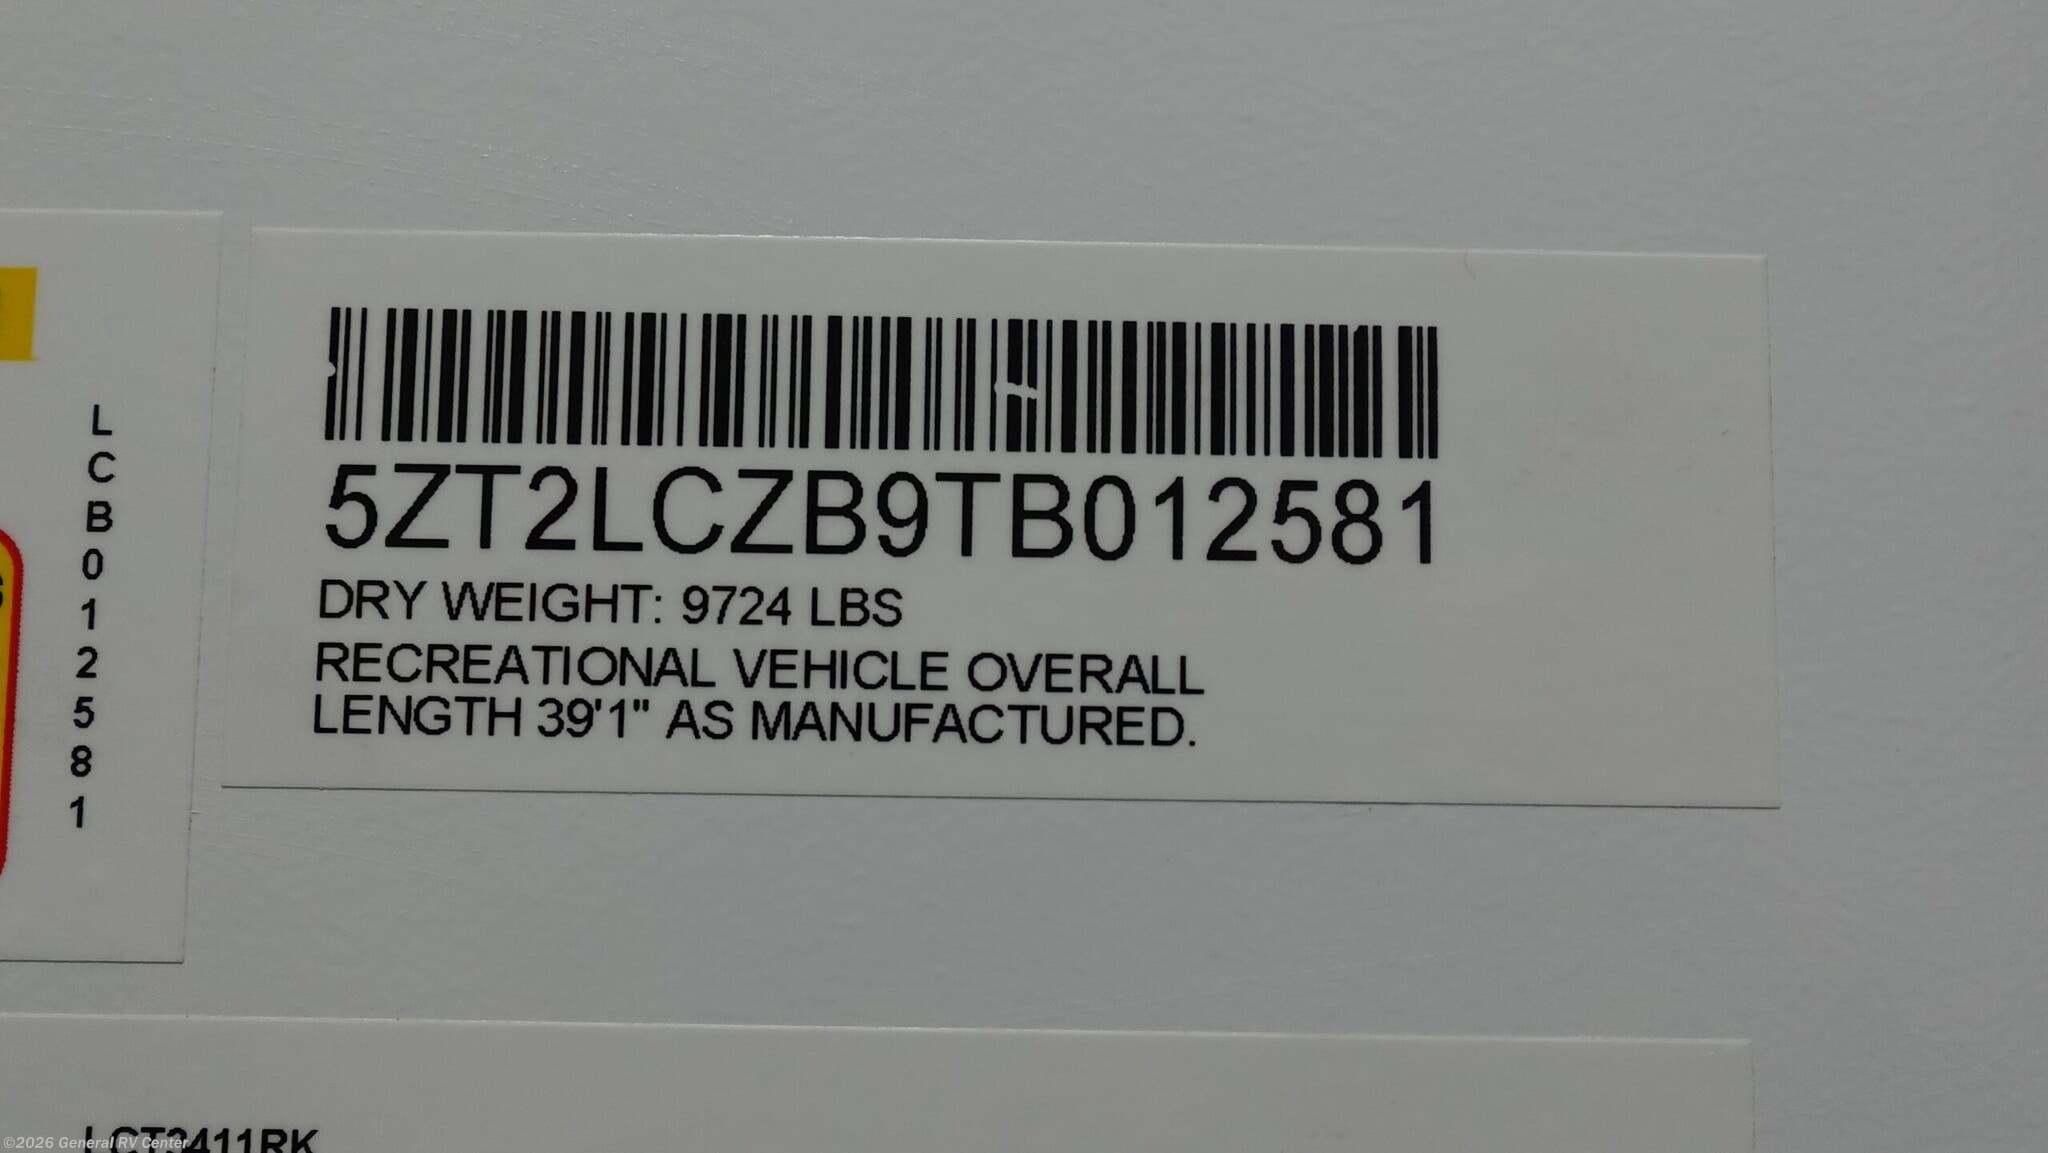 5ZT2LCZB9TB012581
DRY WEIGHT: 9724 LBS
RECREATIONAL VEHICLE OVERALL
LENGTH 39'1" AS MANUFACTURED.
L
C
B
0
1
2
5
8
1
LCT3411RK
©2026 General RV Center